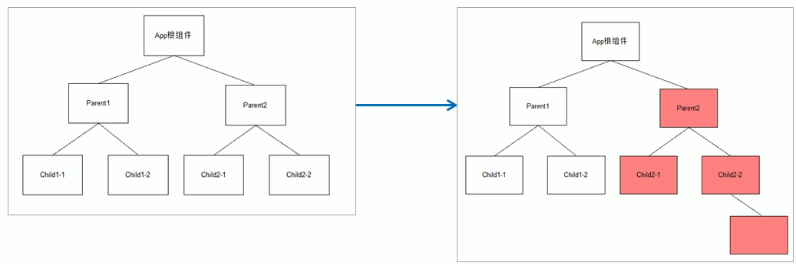 App根组件
Parent1
Parent2
Child1-1
Child1-2
Child2-1
Child2-2
App根组件
Parent1
Parent2
Child1-1
Child1-2
Child2-1
Child2-2